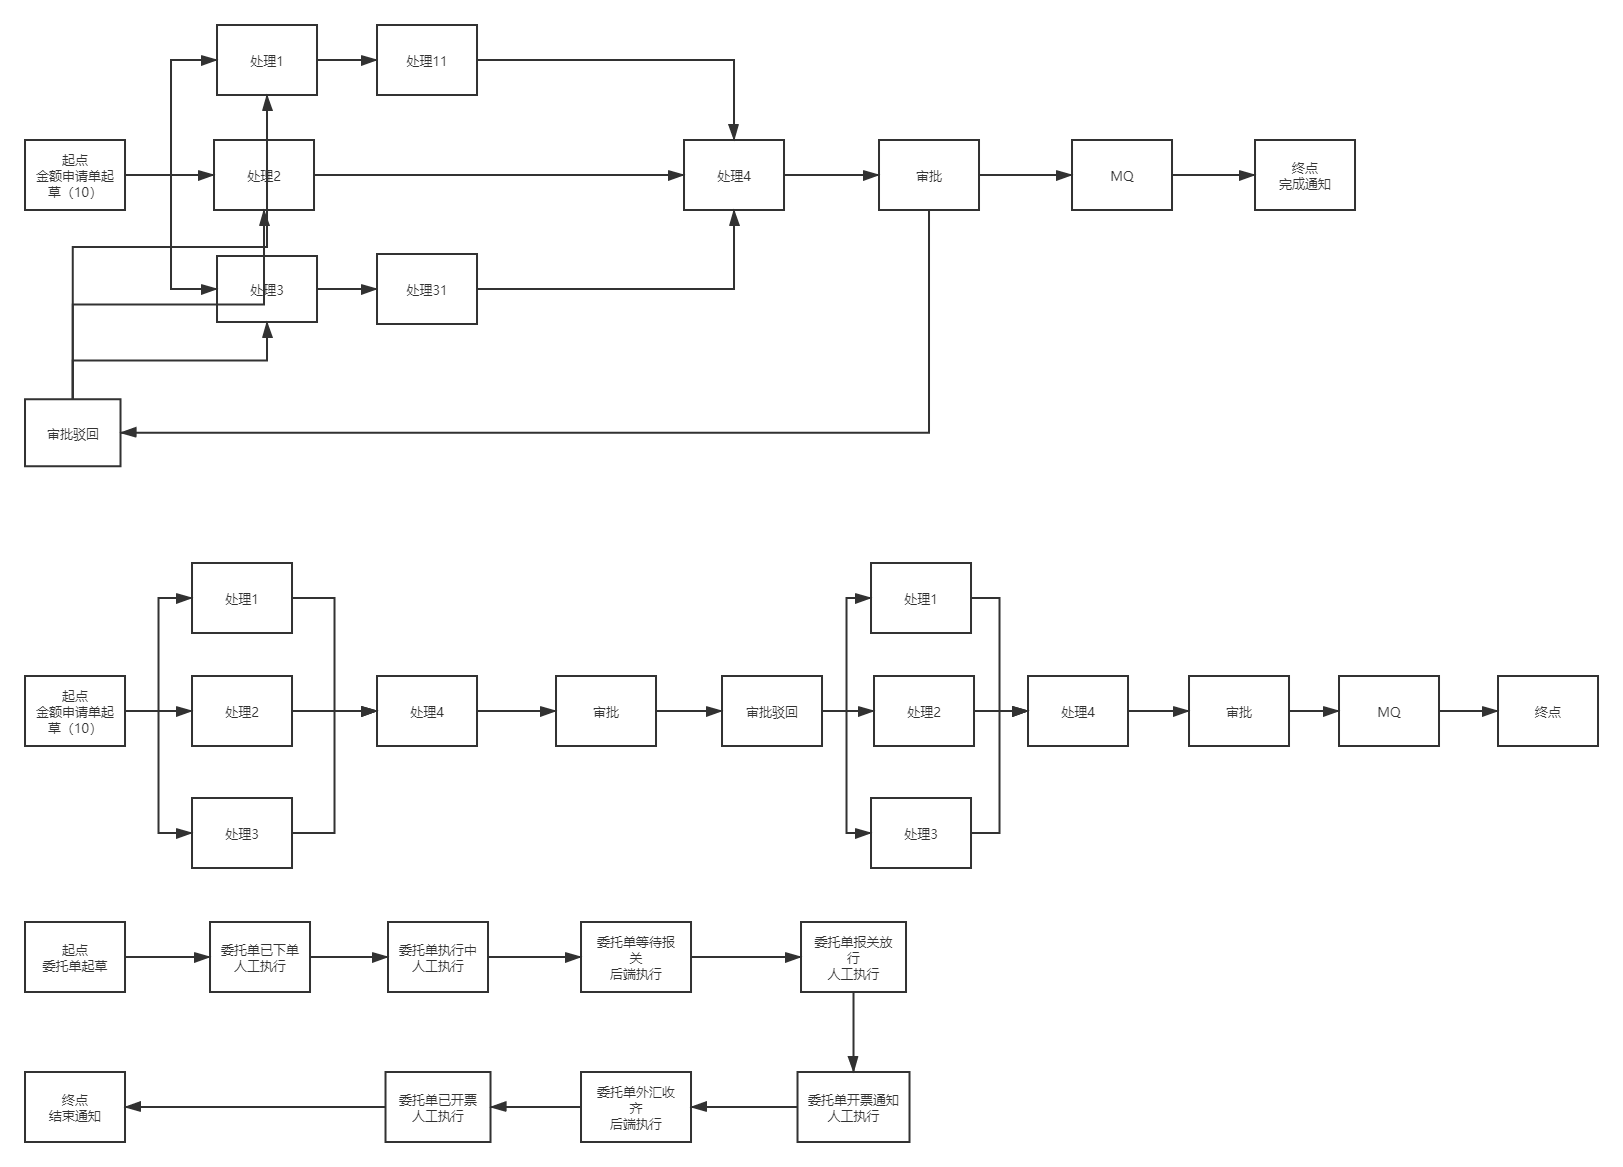 处理1
处理11
起点
金额申请单起
草（10）
处理2
处理4
审批
MQ
终点
完成通知
处理3
处理31
审批驳回
处理1
处理1
起点
金额申请单起
草（10）
处理2
处理4
审批
审批驳回
处理2
处理4
审批
MQ
终点
处理3
处理3
起点
委托单起草
委托单已下单
人工执行
委托单执行中
人工执行
委托单等待报
关
后端执行
委托单报关放
行
人工执行
终点
结束通知
委托单已开票
人工执行
委托单外汇收
齐
后端执行
委托单开票通知
人工执行